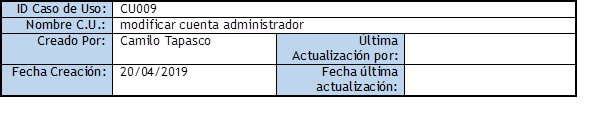 ID Caso de Uso: CU009
Nombre C.U.: modificar cuenta administrador
Creado Por: Camilo Tapasco Última
Actualización por:
Fecha Creación: 20/04/2019 Fecha última
actualización: